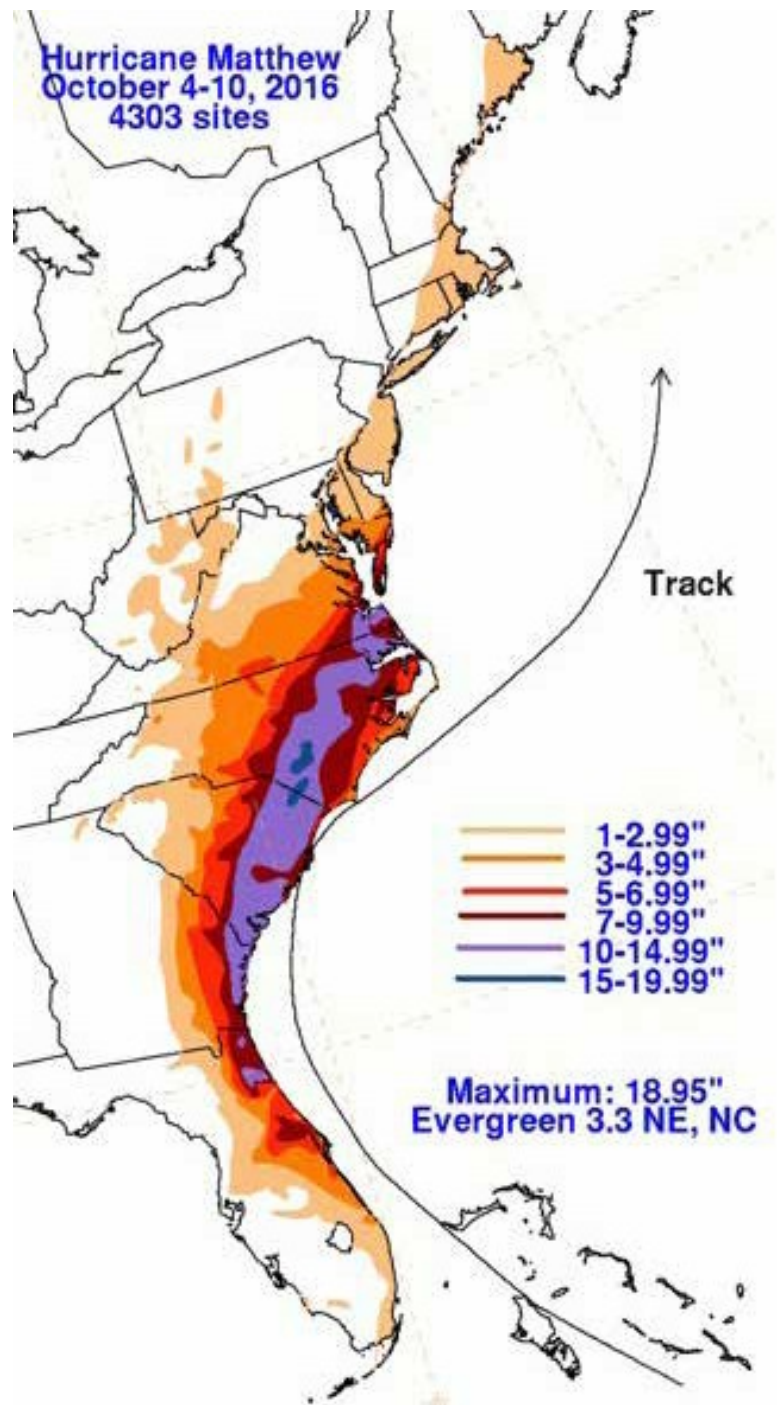 Hurricane Matthew
October 4-10, 2016
4303 sites
Track
1-2.99"
3-4.99"
5-6.99"
7-9.99"
10-14.99"
15-19.99"
Maximum: 18.95"
Evergreen 3.3 NE, NC